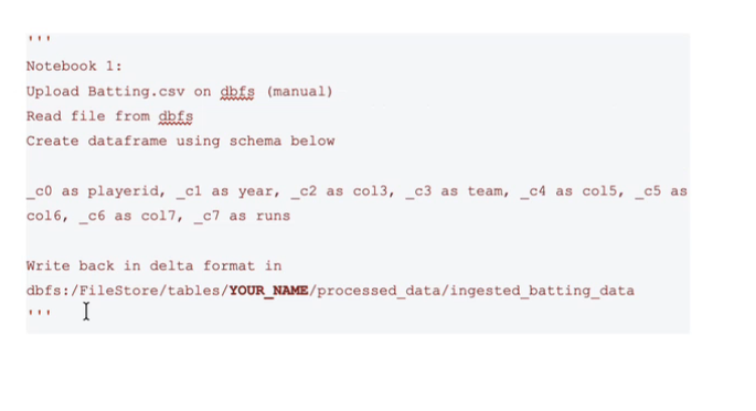 '''
Notebook 1:
Upload Batting.csv on dbfs (manual)
Read file from dbfs
Create dataframe using schema below
_c0 as playerid, _c1 as year, _c2 as col3, _c3 as team, _c4 as col5, _c5 as
col6, _c6 as col7, _c7 as runs
Write back in delta format in
dbfs:/FileStore/tables/YOUR_NAME/processed_data/ingested_batting_data
'''